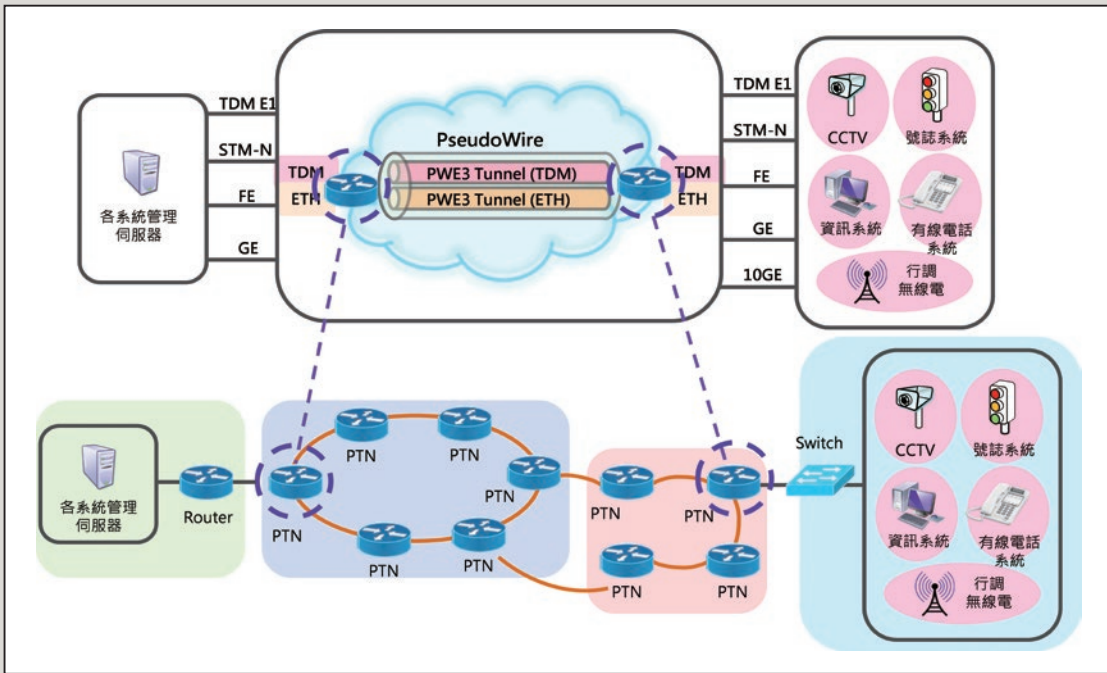 TDM E1
STM-N
FE
GE
各系統管理
伺服器
TDM
ETH
PseudoWire
PWE3 Tunnel (TDM)
PWE3 Tunnel (ETH)
TDM
ETH
TDM E1
STM-N
FE
GE
10GE
CCTV
號誌系統
資訊系統
有線電話
系統
行調
無線電
各系統管理
伺服器
Router
PTN
PTN
PTN
PTN
PTN
PTN
PTN
PTN
PTN
PTN
Switch
CCTV
號誌系統
資訊系統
有線電話
系統
行調
無線電